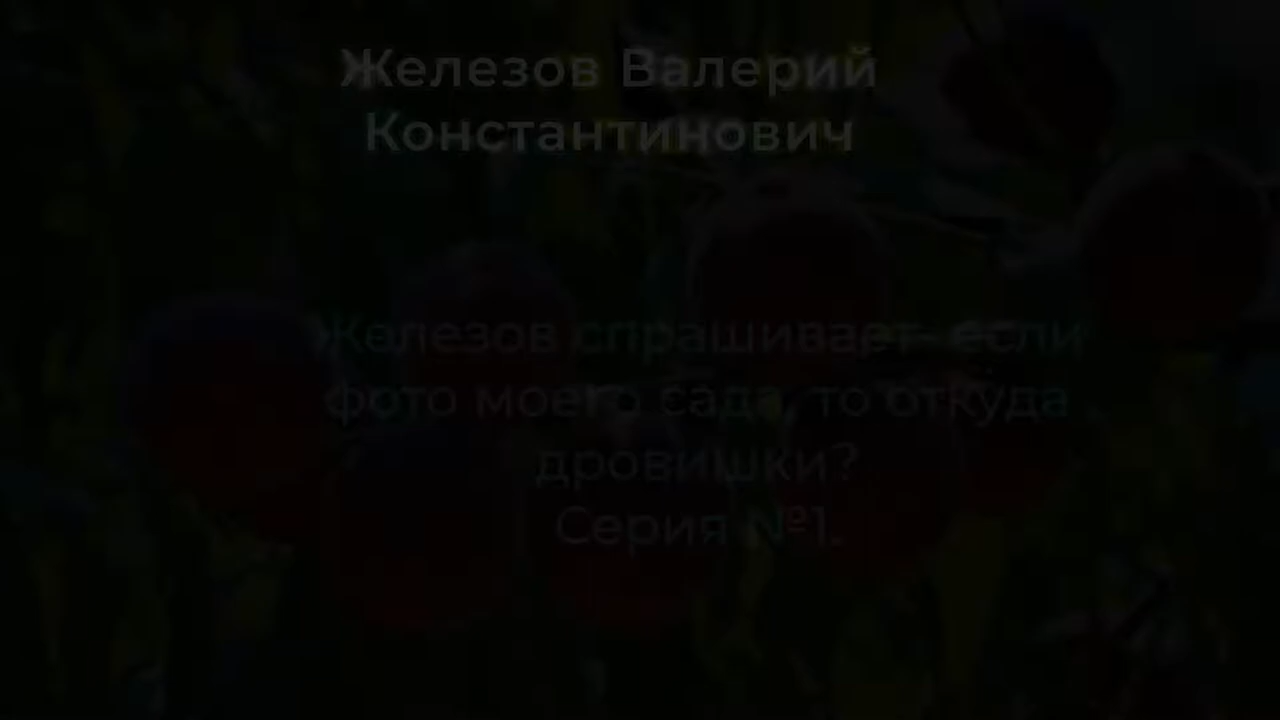 Железов Валерий
Константинович
Железов спрашивает- если
фото моего сада, то откуда
дровишки?
Серия №1.